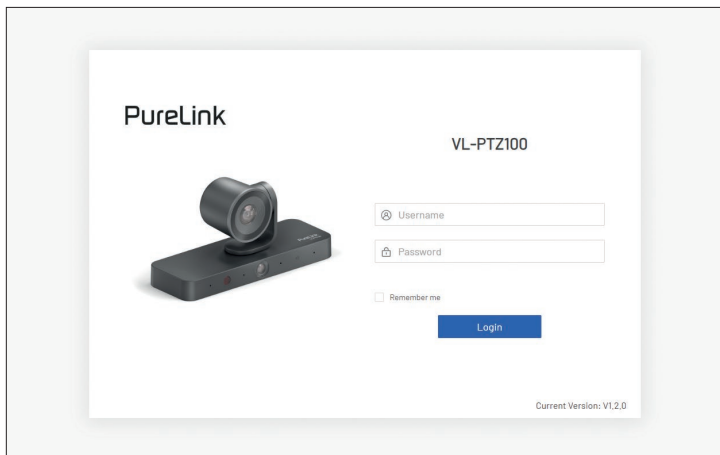 PureLink
VL-PTZ100
Username
Password
Remember me
Login
Current Version: V1,2,0